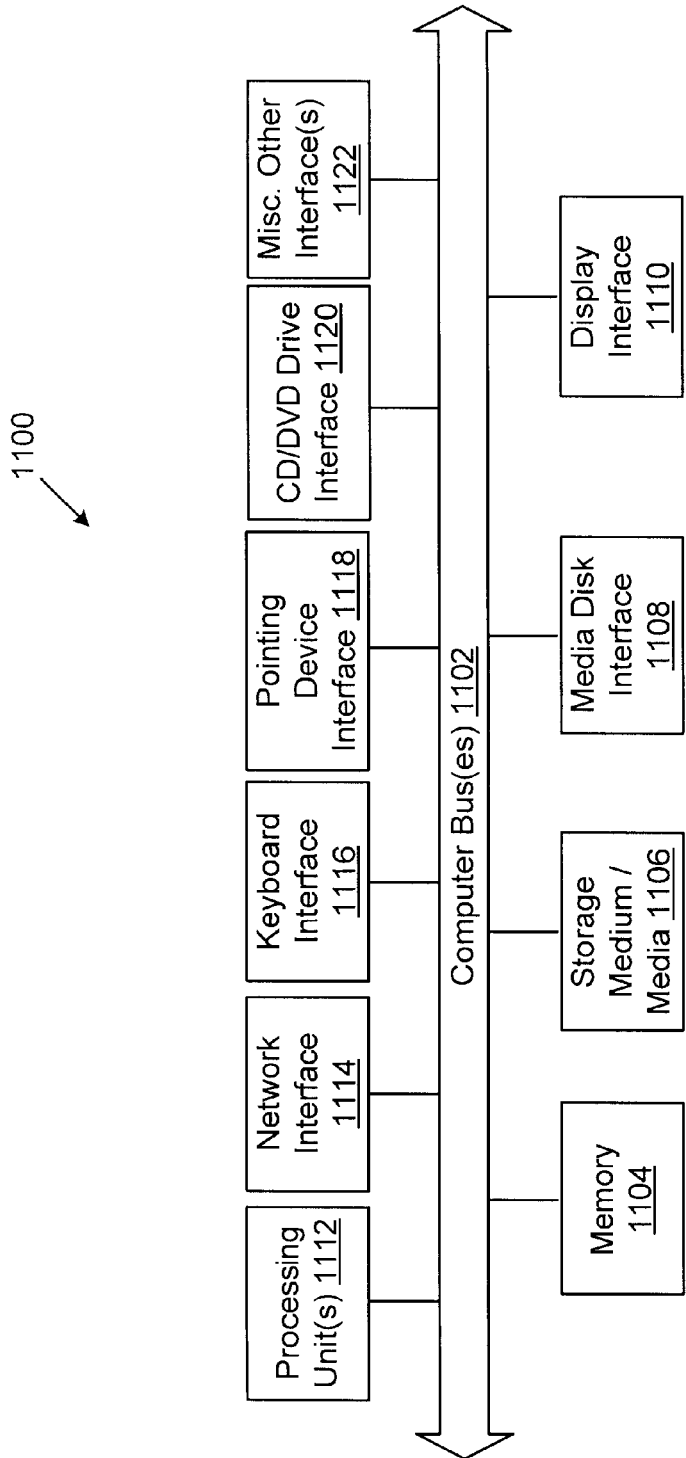 1100
Processing
Unit(s) 1112
Network
Interface
1114
Keyboard
Interface
1116
Pointing
Device
Interface 1118
CD/DVD Drive
Interface 1120
Misc. Other
Interface(s)
1122
Computer Bus(es) 1102
Memory
1104
Storage
Medium /
Media 1106
Media Disk
Interface
1108
Display
Interface
1110